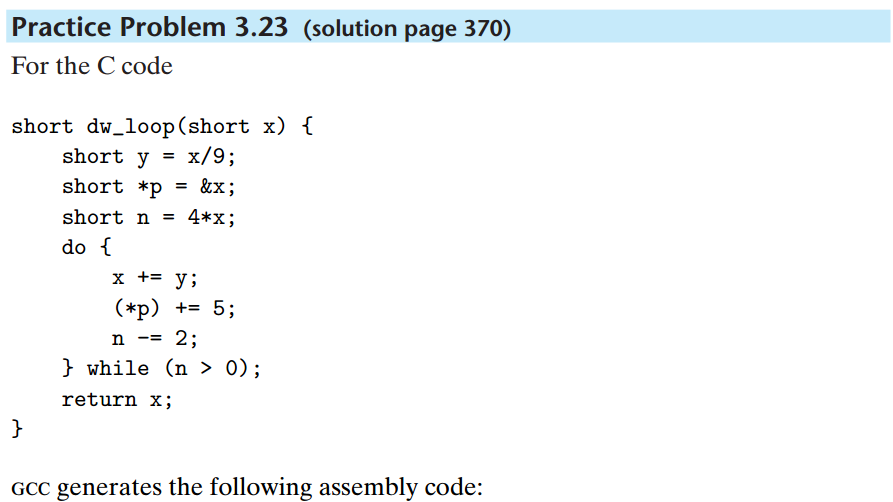 Practice Problem 3.23 (solution page 370)
For the C code
short dw_loop(short x) {
    short y = x/9;
    short *p = &x;
    short n = 4*x;
    do {
        x += y;
        (*p) += 5;
        n -= 2;
    } while (n > 0);
    return x;
}
GCC generates the following assembly code: